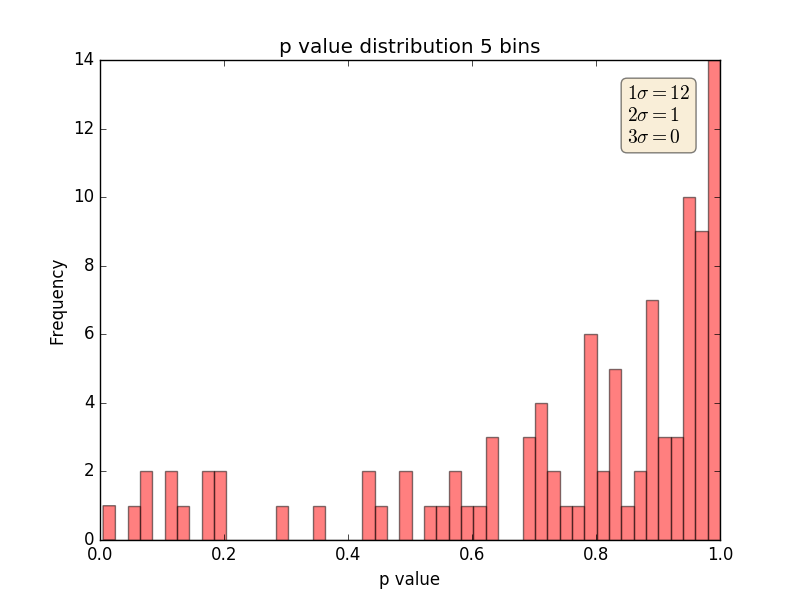 p value distribution 5 bins
14
12
10
8
6
4
2
0
Frequency
1σ = 12
2σ = 1
3σ = 0
0.0 0.2 0.4 0.6 0.8 1.0
p value